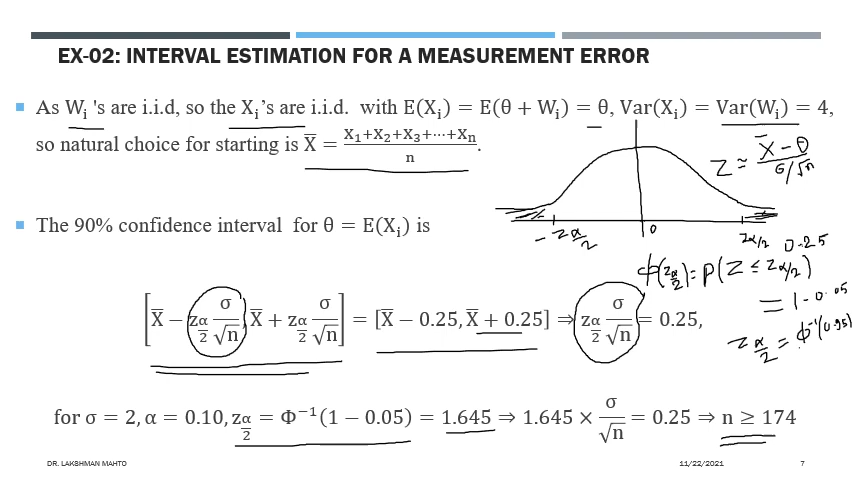 EX-02: INTERVAL ESTIMATION FOR A MEASUREMENT ERROR
As Wᵢ 's are i.i.d, so the Xᵢ's are i.i.d. with E(Xᵢ) = E(θ + Wᵢ) = θ, Var(Xᵢ) = Var(Wᵢ) = 4,
so natural choice for starting is X̅ = (X₁+X₂+X₃+⋯+Xₙ)/n.
Z ≈ (X̅ − θ)/(σ/√n)
The 90% confidence interval for θ = E(Xᵢ) is
−z_{α/2} 0 z_{α/2} 0.25
ϕ(z_{α/2}) = P(Z ≤ z_{α/2})
= 1 - 0.05
z_{α/2} = ϕ⁻¹(0.95)
[X̅ − z_{α/2} σ/√n, X̅ + z_{α/2} σ/√n] = [X̅ − 0.25, X̅ + 0.25] ⇒ z_{α/2} σ/√n = 0.25,
for σ = 2, α = 0.10, z_{α/2} = Φ⁻¹(1 − 0.05) = 1.645 ⇒ 1.645 × σ/√n = 0.25 ⇒ n ≥ 174
DR. LAKSHMAN MAHTO 11/22/2021 7